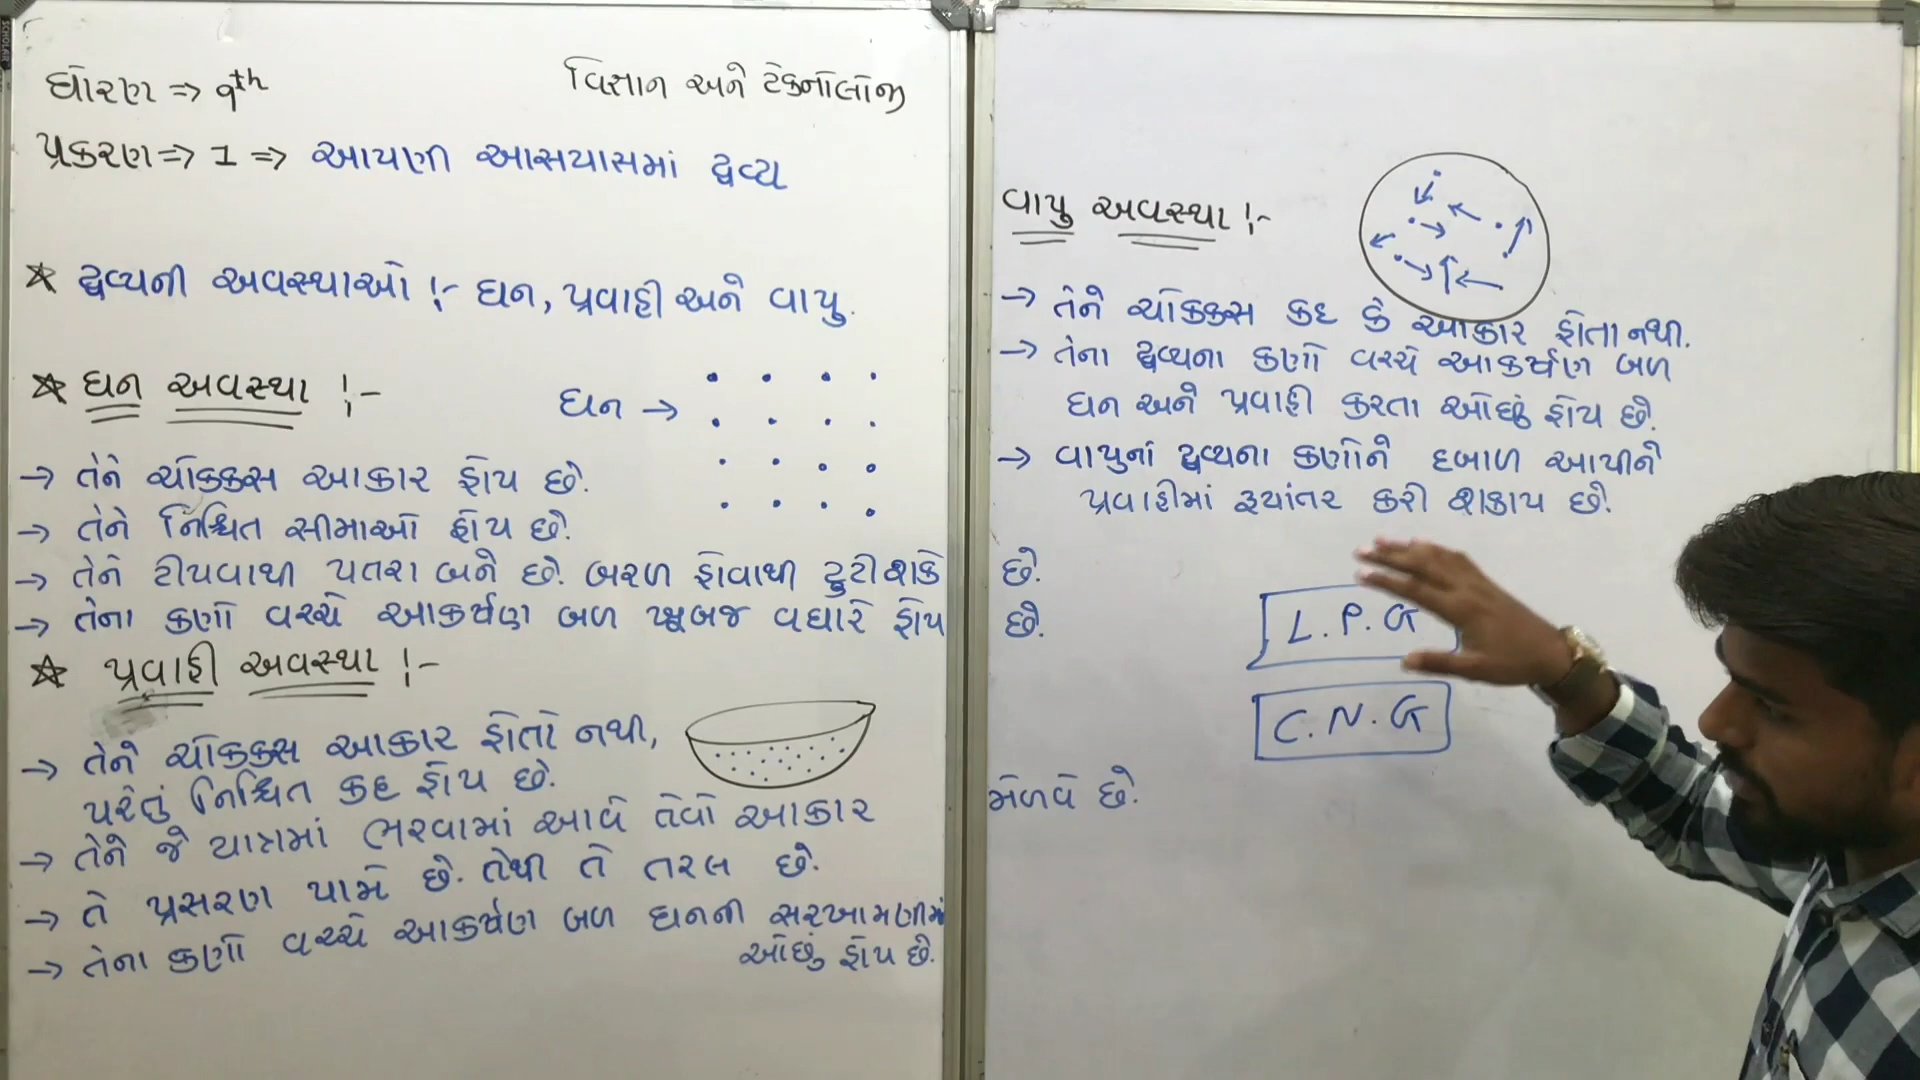 ધોરણ => 9th
વિજ્ઞાન અને ટેકનોલોજી
પ્રકરણ => 1 => આપણી આસપાસમાં દ્રવ્ય
★ દ્રવ્યની અવસ્થાઓ :- ઘન, પ્રવાહી અને વાયુ.
★ ઘન અવસ્થા :-
ઘન →
→ તેને ચોક્કસ આકાર હોય છે.
→ તેને નિશ્ચિત સીમાઓ હોય છે.
→ તેને ટીપવાથી પતરા બને છે. બરળ હોવાથી ટુટી શકે છે.
→ તેના કણો વચ્ચે આકર્ષણ બળ ખૂબજ વધારે હોય છે.
★ પ્રવાહી અવસ્થા :-
→ તેને ચોક્કસ આકાર હોતો નથી,
પરંતું નિશ્ચિત કદ હોય છે.
→ તેને જે પાત્રમાં ભરવામાં આવે તેવો આકાર મેળવે છે.
→ તે પ્રસરણ પામે છે. તેથી તે તરલ છે.
→ તેના કણો વચ્ચે આકર્ષણ બળ ઘનની સરખામણીમાં
ઓછું હોય છે.
વાયુ અવસ્થા :-
→ તેને ચોક્કસ કદ કે આકાર હોતા નથી.
→ તેના દ્રવ્યના કણો વચ્ચે આકર્ષણ બળ
ઘન અને પ્રવાહી કરતા ઓછું હોય છે.
→ વાયુનાં દ્રવ્યના કણોને દબાળ આપીને
પ્રવાહીમાં રૂપાંતર કરી શકાય છે.
L.P.G
C.N.G